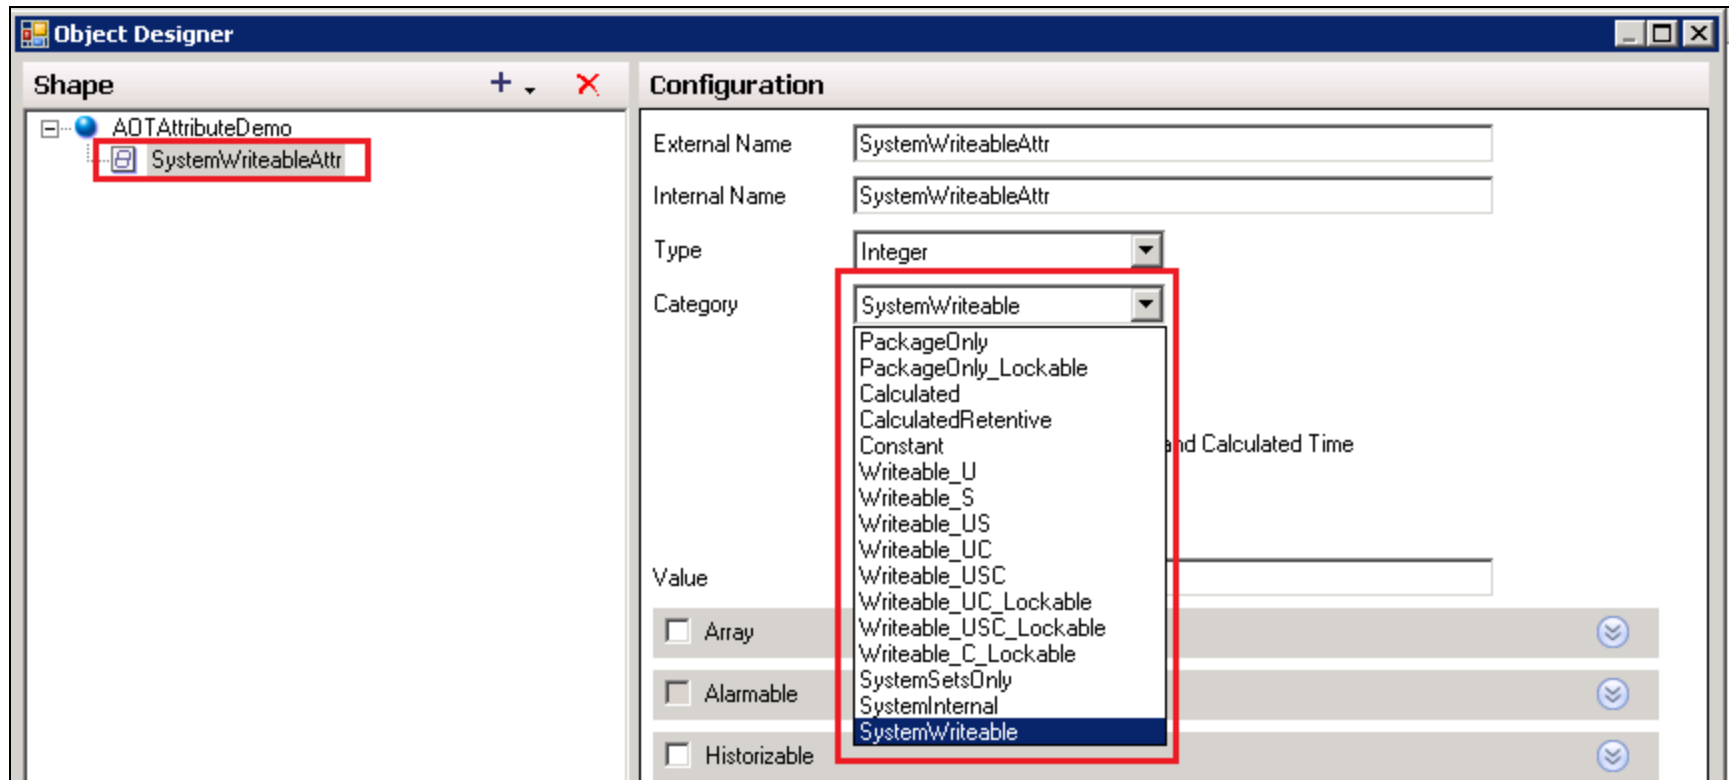 Object Designer
Shape
Configuration
AOTAttributeDemo
SystemWriteableAttr
External Name SystemWriteableAttr
Internal Name SystemWriteableAttr
Type Integer
Category SystemWriteable
PackageOnly
PackageOnly_Lockable
Calculated
CalculatedRetentive
Constant
and Calculated Time
Writeable_U
Writeable_S
Writeable_US
Writeable_UC
Writeable_USC
Writeable_UC_Lockable
Writeable_USC_Lockable
Writeable_C_Lockable
SystemSetsOnly
SystemInternal
SystemWriteable
Value
Array
Alarmable
Historizable